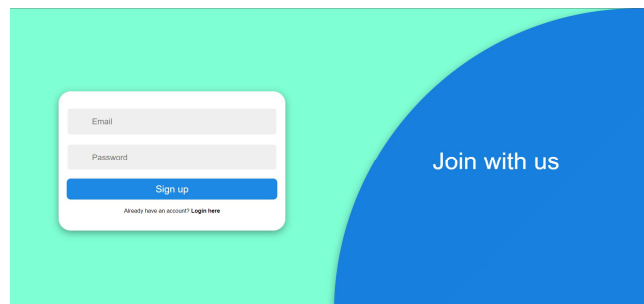 Email
Password
Sign up
Already have an account? Login here
Join with us